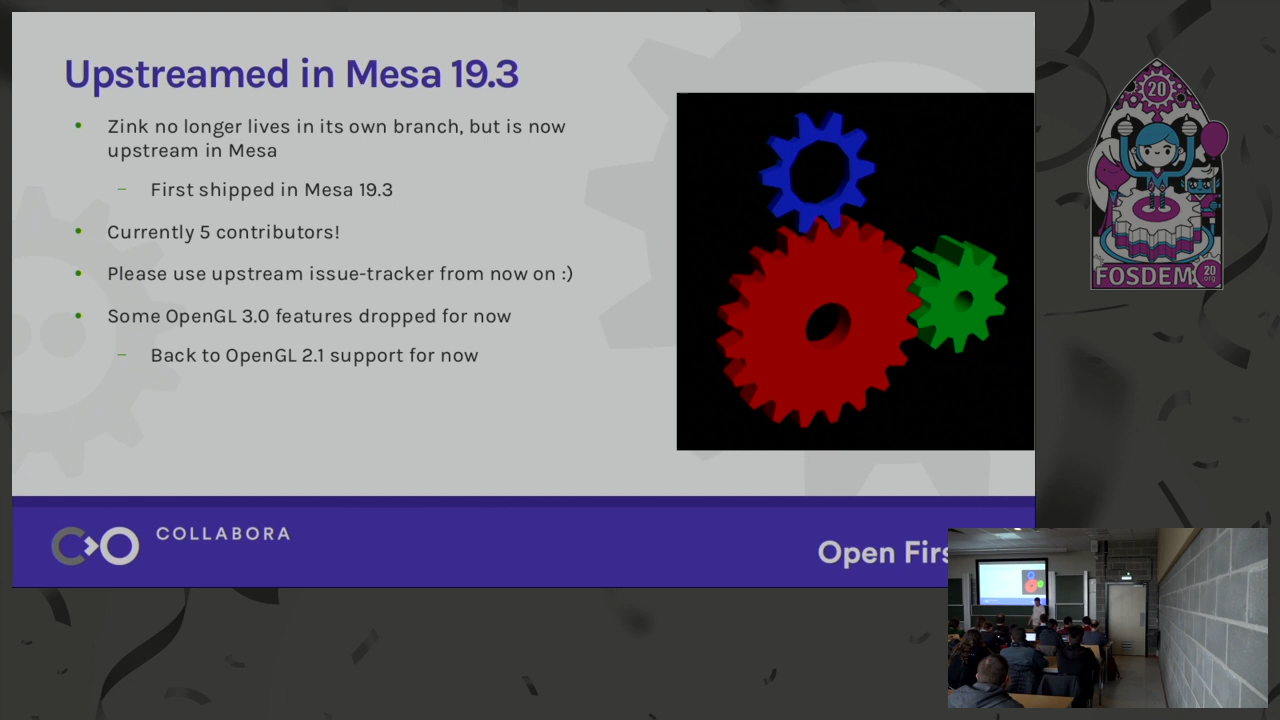 Upstreamed in Mesa 19.3
Zink no longer lives in its own branch, but is now
upstream in Mesa
First shipped in Mesa 19.3
Currently 5 contributors!
Please use upstream issue-tracker from now on :)
Some OpenGL 3.0 features dropped for now
Back to OpenGL 2.1 support for now
COLLABORA
Open Firs
20
FOSDEM
20
org